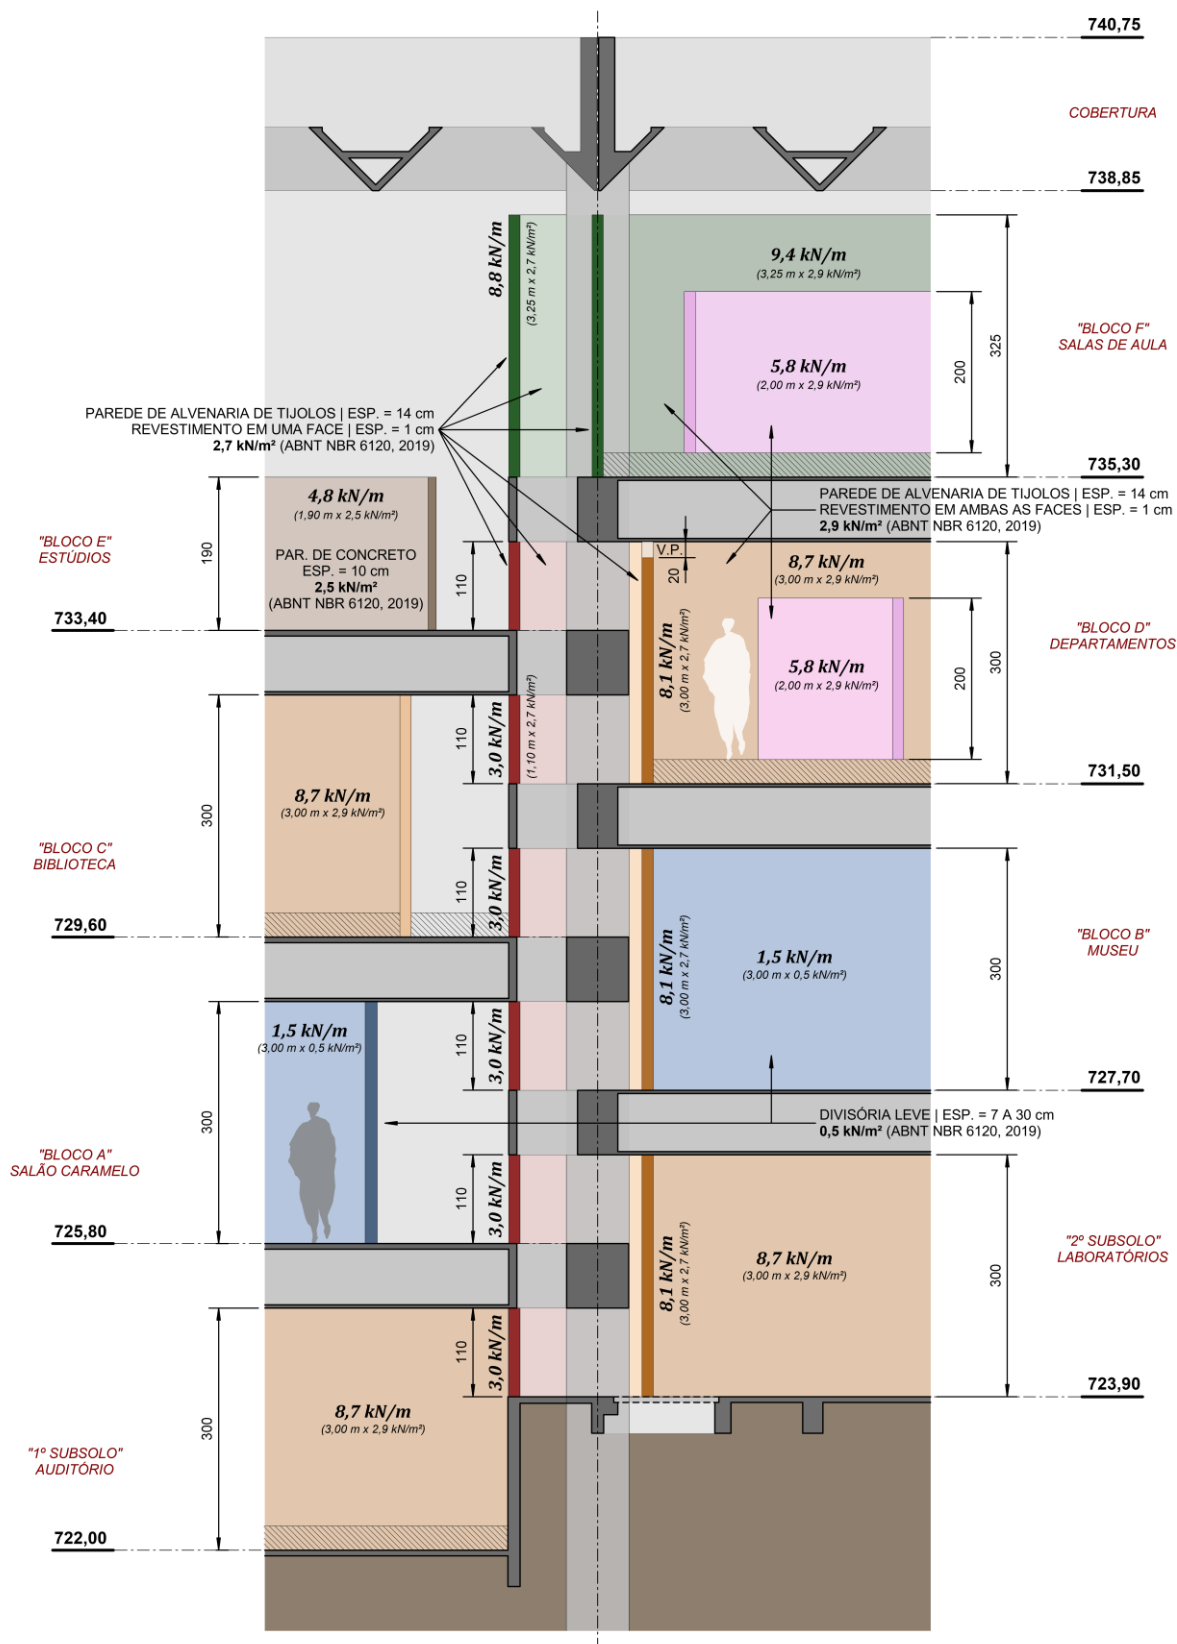 740,75
COBERTURA
738,85
8,8 kN/m
(3,25 m x 2,7 kN/m²)
9,4 kN/m
(3,25 m x 2,9 kN/m²)
5,8 kN/m
(2,00 m x 2,9 kN/m²)
200
325
"BLOCO F"
SALAS DE AULA
PAREDE DE ALVENARIA DE TIJOLOS | ESP. = 14 cm
REVESTIMENTO EM UMA FACE | ESP. = 1 cm
2,7 kN/m² (ABNT NBR 6120, 2019)
735,30
PAREDE DE ALVENARIA DE TIJOLOS | ESP. = 14 cm
REVESTIMENTO EM AMBAS AS FACES | ESP. = 1 cm
2,9 kN/m² (ABNT NBR 6120, 2019)
"BLOCO E"
ESTÚDIOS
190
4,8 kN/m
(1,90 m x 2,5 kN/m²)
PAR. DE CONCRETO
ESP. = 10 cm
2,5 kN/m²
(ABNT NBR 6120, 2019)
110
V.P.
20
8,7 kN/m
(3,00 m x 2,9 kN/m²)
733,40
8,1 kN/m
(3,00 m x 2,7 kN/m²)
5,8 kN/m
(2,00 m x 2,9 kN/m²)
200
300
"BLOCO D"
DEPARTAMENTOS
731,50
110
3,0 kN/m
(1,10 m x 2,7 kN/m²)
300
8,7 kN/m
(3,00 m x 2,9 kN/m²)
"BLOCO C"
BIBLIOTECA
729,60
110
3,0 kN/m
8,1 kN/m
(3,00 m x 2,7 kN/m²)
1,5 kN/m
(3,00 m x 0,5 kN/m²)
300
"BLOCO B"
MUSEU
727,70
1,5 kN/m
(3,00 m x 0,5 kN/m²)
110
3,0 kN/m
300
DIVISÓRIA LEVE | ESP. = 7 A 30 cm
0,5 kN/m² (ABNT NBR 6120, 2019)
"BLOCO A"
SALÃO CARAMELO
725,80
110
3,0 kN/m
8,1 kN/m
(3,00 m x 2,7 kN/m²)
8,7 kN/m
(3,00 m x 2,9 kN/m²)
300
"2º SUBSOLO"
LABORATÓRIOS
723,90
110
3,0 kN/m
300
8,7 kN/m
(3,00 m x 2,9 kN/m²)
"1º SUBSOLO"
AUDITÓRIO
722,00